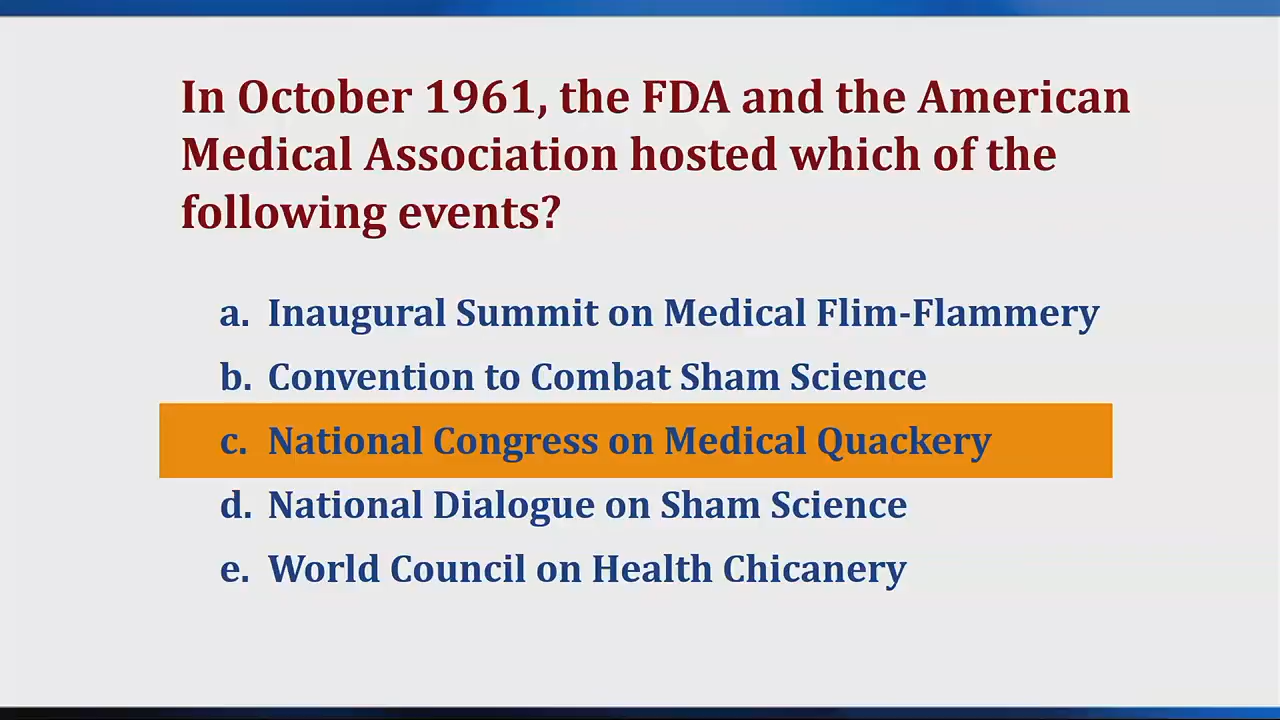 In October 1961, the FDA and the American
Medical Association hosted which of the
following events?
a. Inaugural Summit on Medical Flim-Flammery
b. Convention to Combat Sham Science
c. National Congress on Medical Quackery
d. National Dialogue on Sham Science
e. World Council on Health Chicanery